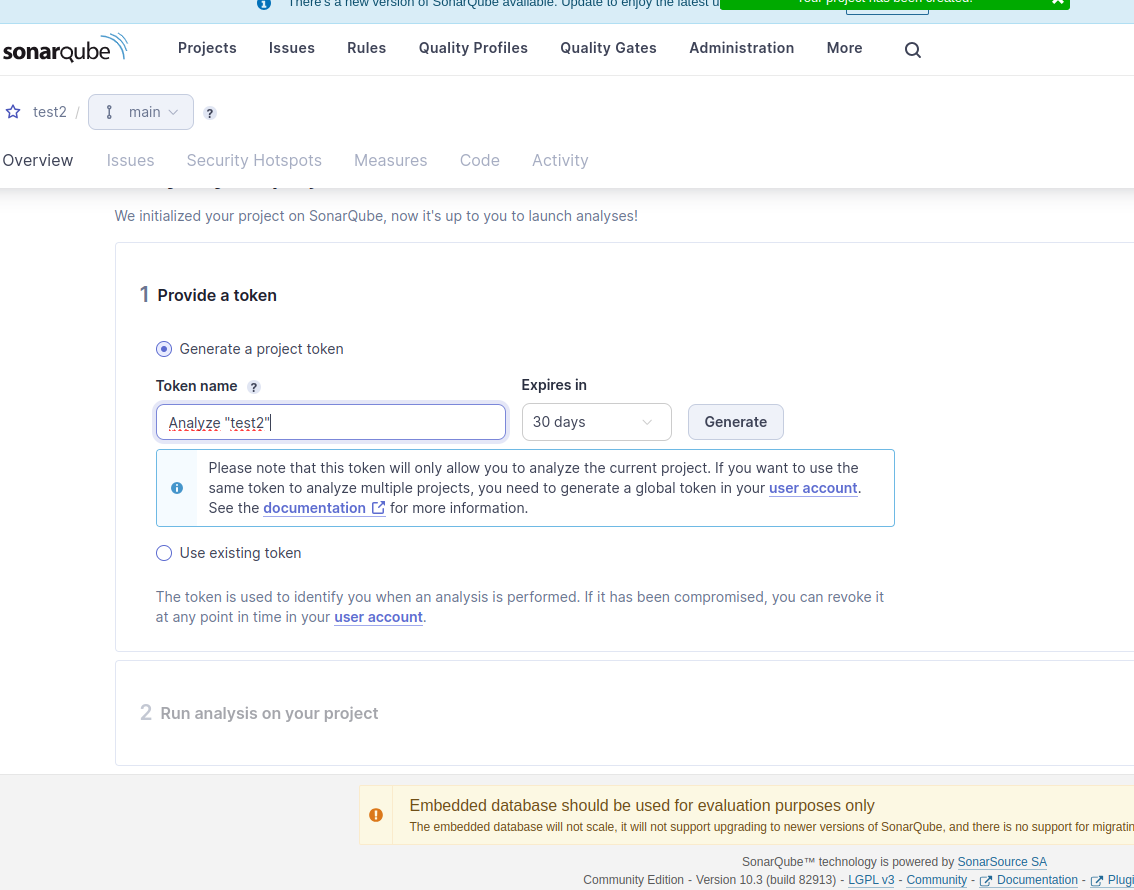 There's a new version of SonarQube available. Update to enjoy the latest u
Your project has been created.
sonarqube
Projects Issues Rules Quality Profiles Quality Gates Administration More
test2 / main ?
Overview Issues Security Hotspots Measures Code Activity
We initialized your project on SonarQube, now it's up to you to launch analyses!
1 Provide a token
Generate a project token
Token name ? Expires in
Analyze "test2" 30 days Generate
Please note that this token will only allow you to analyze the current project. If you want to use the
same token to analyze multiple projects, you need to generate a global token in your user account.
See the documentation for more information.
Use existing token
The token is used to identify you when an analysis is performed. If it has been compromised, you can revoke it
at any point in time in your user account.
2 Run analysis on your project
Embedded database should be used for evaluation purposes only
The embedded database will not scale, it will not support upgrading to newer versions of SonarQube, and there is no support for migratin
SonarQube™ technology is powered by SonarSource SA
Community Edition - Version 10.3 (build 82913) - LGPL v3 - Community - Documentation - Plugi